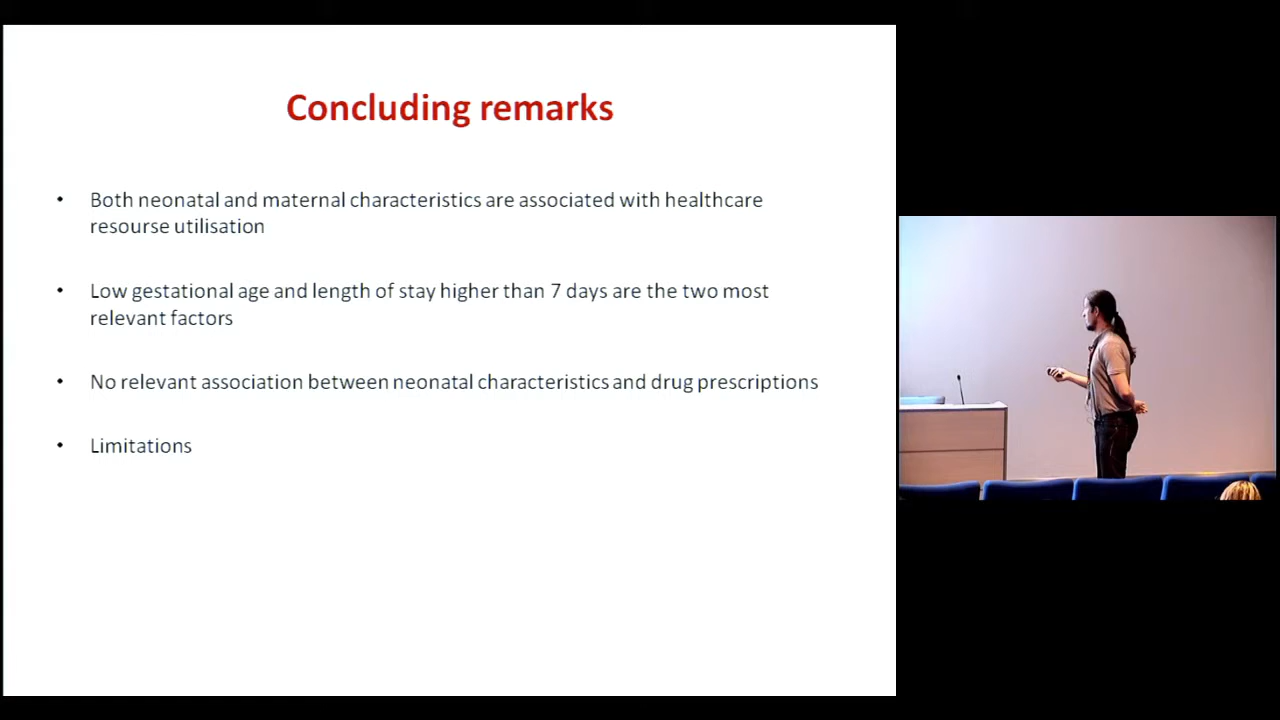 Concluding remarks
• Both neonatal and maternal characteristics are associated with healthcare
resourse utilisation
• Low gestational age and length of stay higher than 7 days are the two most
relevant factors
• No relevant association between neonatal characteristics and drug prescriptions
• Limitations